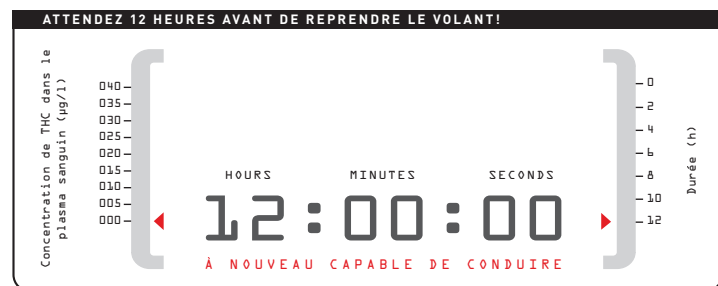 ATTENDEZ 12 HEURES AVANT DE REPRENDRE LE VOLANT!
Concentration de THC dans le
plasma sanguin (µg/l)
040
035
030
025
020
015
010
005
000
HOURS MINUTES SECONDS
12:00:00
À NOUVEAU CAPABLE DE CONDUIRE
0
2
4
6
8
10
12
Durée (h)